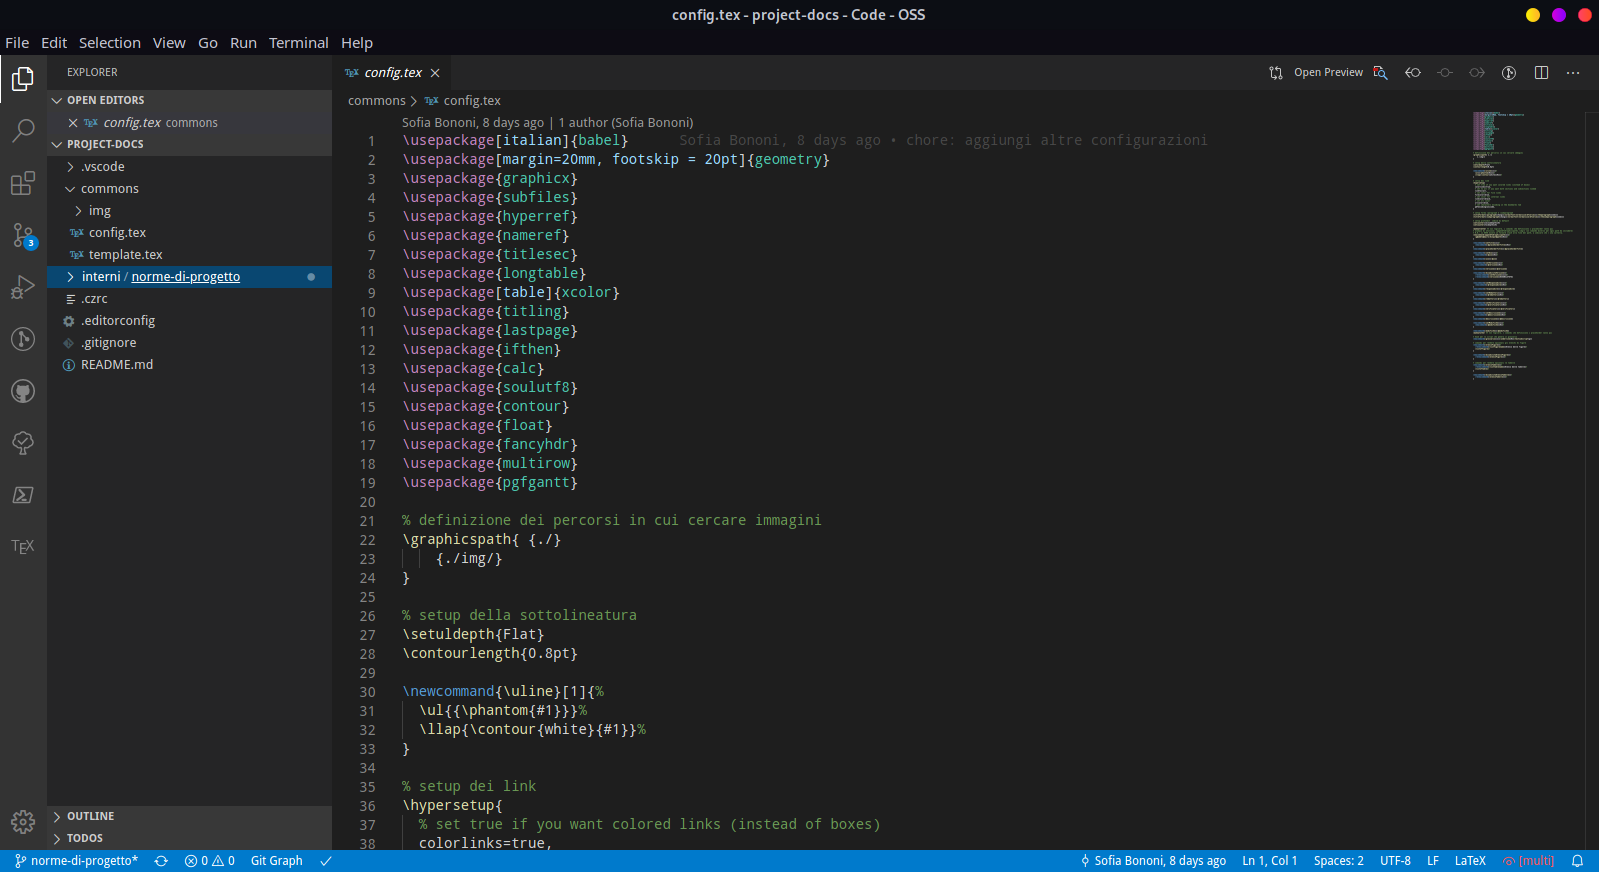 config.tex - project-docs - Code - OSS
File Edit Selection View Go Run Terminal Help
EXPLORER
OPEN EDITORS
config.tex commons
PROJECT-DOCS
.vscode
commons
img
config.tex
template.tex
interni / norme-di-progetto
.czrc
.editorconfig
.gitignore
README.md
OUTLINE
TODOS
3
TEX
TEX config.tex
Open Preview
commons > TEX config.tex
Sofia Bononi, 8 days ago | 1 author (Sofia Bononi)
1 \usepackage[italian]{babel} Sofia Bononi, 8 days ago • chore: aggiungi altre configurazioni
2 \usepackage[margin=20mm, footskip = 20pt]{geometry}
3 \usepackage{graphicx}
4 \usepackage{subfiles}
5 \usepackage{hyperref}
6 \usepackage{nameref}
7 \usepackage{titlesec}
8 \usepackage{longtable}
9 \usepackage[table]{xcolor}
10 \usepackage{titling}
11 \usepackage{lastpage}
12 \usepackage{ifthen}
13 \usepackage{calc}
14 \usepackage{soulutf8}
15 \usepackage{contour}
16 \usepackage{float}
17 \usepackage{fancyhdr}
18 \usepackage{multirow}
19 \usepackage{pgfgantt}
20
21 % definizione dei percorsi in cui cercare immagini
22 \graphicspath{ {./}
23 {./img/}
24 }
25
26 % setup della sottolineatura
27 \setuldepth{Flat}
28 \contourlength{0.8pt}
29
30 \newcommand{\uline}[1]{%
31 \ul{{\phantom{#1}}}%
32 \llap{\contour{white}{#1}}%
33 }
34
35 % setup dei link
36 \hypersetup{
37 % set true if you want colored links (instead of boxes)
38 colorlinks=true,
norme-di-progetto* 0 0 Git Graph
Sofia Bononi, 8 days ago Ln 1, Col 1 Spaces: 2 UTF-8 LF LaTeX [multi]